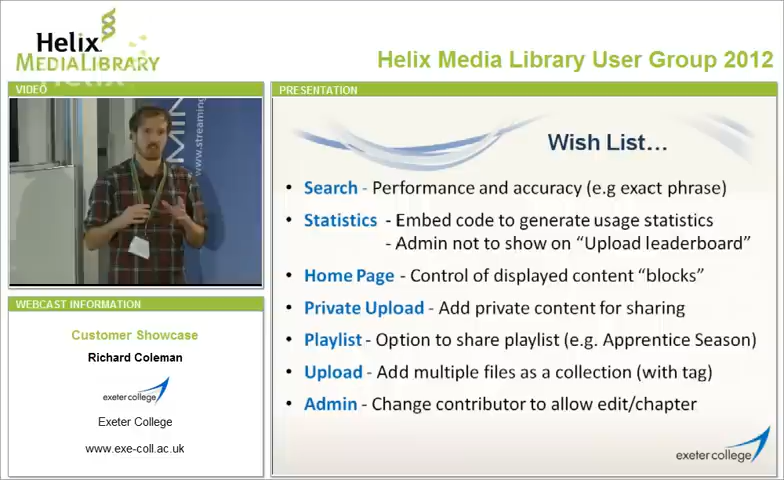 Helix
MEDIALIBRARY
Helix Media Library User Group 2012
VIDEO
PRESENTATION
www.streaming
Wish List…
• Search - Performance and accuracy (e.g exact phrase)
• Statistics - Embed code to generate usage statistics
- Admin not to show on “Upload leaderboard”
• Home Page - Control of displayed content “blocks”
• Private Upload - Add private content for sharing
• Playlist - Option to share playlist (e.g. Apprentice Season)
• Upload - Add multiple files as a collection (with tag)
• Admin - Change contributor to allow edit/chapter
exetercollege
WEBCAST INFORMATION
Customer Showcase
Richard Coleman
exetercollege
Exeter College
www.exe-coll.ac.uk